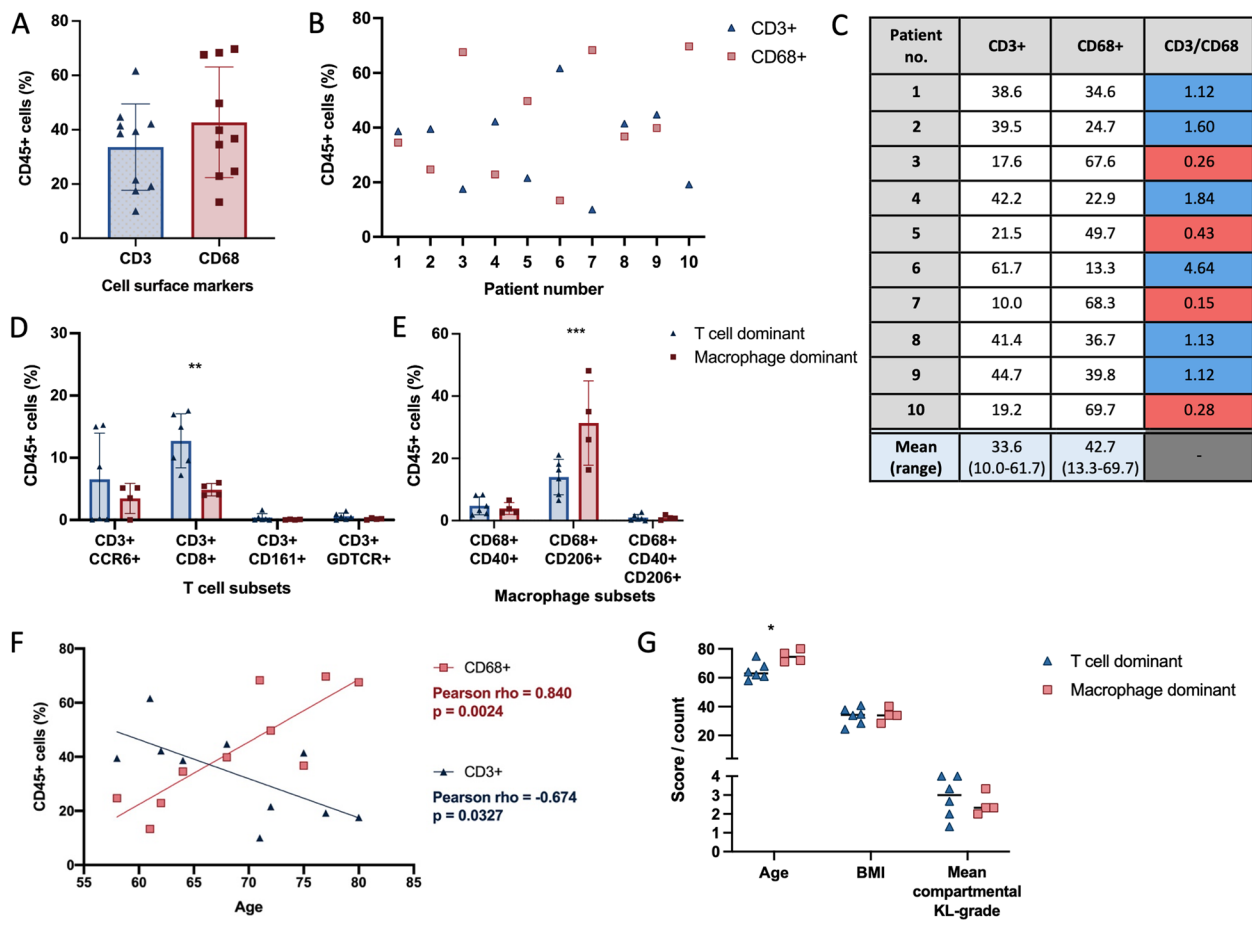 A
CD45+ cells (%)
80
60
40
20
0
CD3 CD68
Cell surface markers
B
CD45+ cells (%)
80
60
40
20
0
1 2 3 4 5 6 7 8 9 10
Patient number
CD3+
CD68+
C
Patient no. CD3+ CD68+ CD3/CD68
1 38.6 34.6 1.12
2 39.5 24.7 1.60
3 17.6 67.6 0.26
4 42.2 22.9 1.84
5 21.5 49.7 0.43
6 61.7 13.3 4.64
7 10.0 68.3 0.15
8 41.4 36.7 1.13
9 44.7 39.8 1.12
10 19.2 69.7 0.28
Mean 33.6 42.7 -
(range) (10.0-61.7) (13.3-69.7)
D
CD45+ cells (%)
30
20
10
0
**
CD3+ CD3+ CD3+ CD3+
CCR6+ CD8+ CD161+ GDTCR+
T cell subsets
E
CD45+ cells (%)
60
40
20
0
***
CD68+ CD68+ CD68+
CD40+ CD206+ CD40+
CD206+
Macrophage subsets
T cell dominant
Macrophage dominant
F
CD45+ cells (%)
80
60
40
20
0
55 60 65 70 75 80 85
Age
CD68+
Pearson rho = 0.840
p = 0.0024
CD3+
Pearson rho = -0.674
p = 0.0327
G
Score / count
80
60
40
20
4
3
2
1
0
*
Age BMI Mean
compartmental
KL-grade
T cell dominant
Macrophage dominant